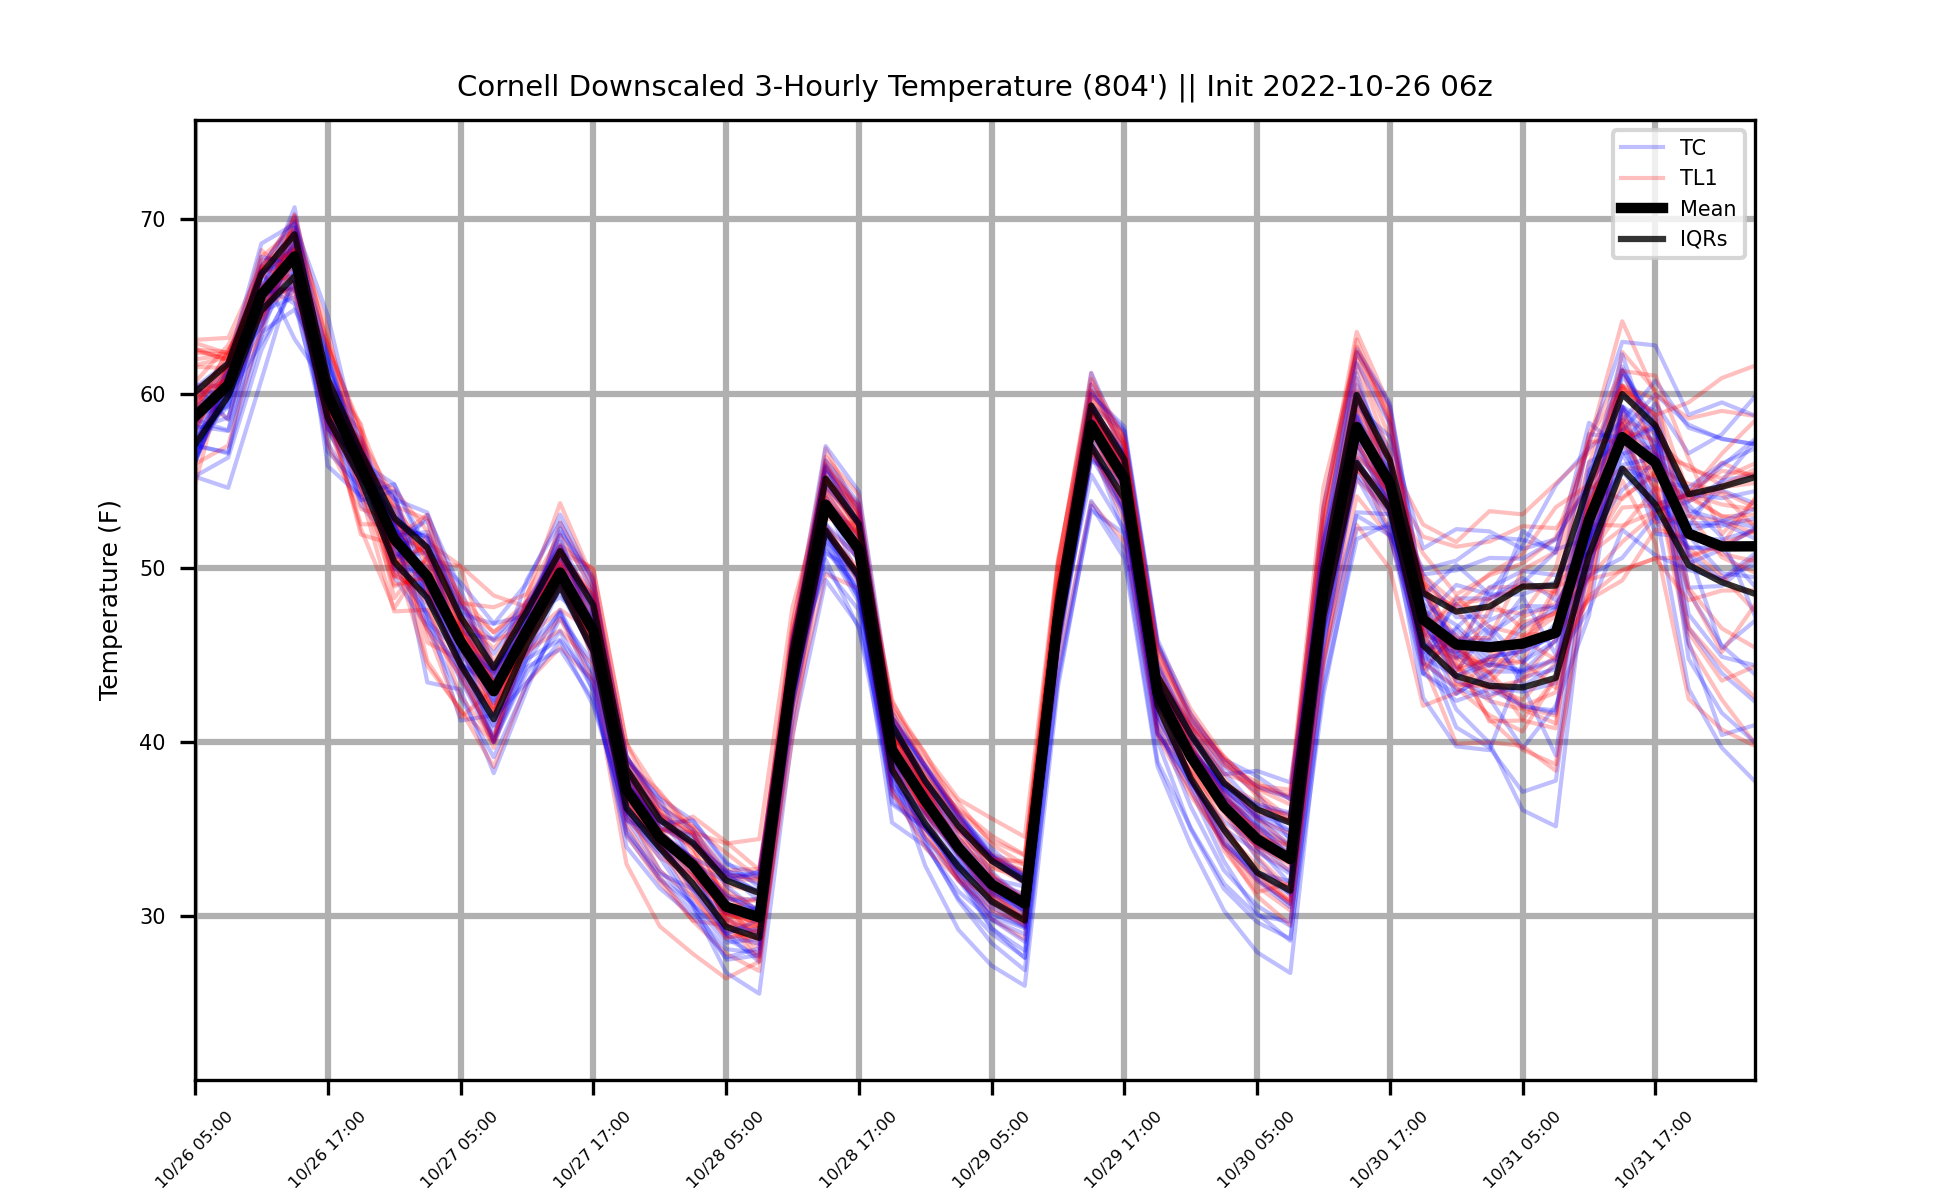 Cornell Downscaled 3-Hourly Temperature (804') || Init 2022-10-26 06z
TC
TL1
Mean
IQRs
Temperature (F)
70
60
50
40
30
10/26 05:00
10/26 17:00
10/27 05:00
10/27 17:00
10/28 05:00
10/28 17:00
10/29 05:00
10/29 17:00
10/30 05:00
10/30 17:00
10/31 05:00
10/31 17:00